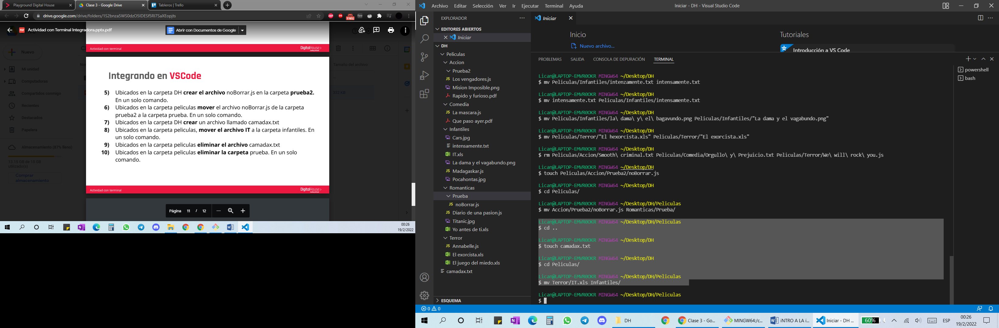 Playground Digital House
Clase 3 - Google Drive
Tableros | Trello
drive.google.com/drive/folders/1S2bnza5WS0dzO5IDESf5RI7SaXEopjts
ABP
1165
Actividad con Terminal Integradora.pptx.pdf
Abrir con Documentos de Google
Nuevo
Mi unidad
Computadoras
Compartidos conmigo
Recientes
Destacados
Papelera
Almacenamiento (87% lleno)
13.15 GB de 15 GB
utilizado(s)
Comprar
almacenamiento
Tamaño del archivo
332 KB
Actividad con terminal
DigitalHouse>
Coding School
Integrando en VSCode
5) Ubicados en la carpeta DH crear el archivo noBorrar.js en la carpeta prueba2.
En un solo comando.
6) Ubicados en la carpeta peliculas mover el archivo noBorrar.js de la carpeta
prueba2 a la carpeta prueba. En un solo comando.
7) Ubicados en la carpeta DH crear un archivo llamado camadax.txt
8) Ubicados en la carpeta peliculas, mover el archivo IT a la carpeta infantiles. En
un solo comando.
9) Ubicados en la carpeta peliculas eliminar el archivo camadax.txt
10) Ubicados en la carpeta peliculas eliminar la carpeta prueba. En un solo
comando.
Actividad con terminal
DigitalHouse>
Coding School
Página 11 / 12
00:26
19/2/2022
Archivo Editar Selección Ver Ir Ejecutar Terminal Ayuda
Iniciar - DH - Visual Studio Code
EXPLORADOR
EDITORES ABIERTOS
Iniciar
DH
Peliculas
Accion
Prueba2
JS Los vengadores.js
Mision Imposible.png
Rapido y furioso.pdf
Comedia
JS La mascara.js
Que paso ayer.pdf
Infantiles
Cars.jpg
intensamente.txt
IT.xls
La dama y el vagabundo.png
JS Madagaskar.js
Pocahontas.jpg
Romanticas
Prueba
JS noBorrar.js
JS Diario de una pasion.js
Titanic.jpg
Yo antes de ti.xls
Terror
JS Annabelle.js
El exorcista.xls
El juego del miedo.xls
camadax.txt
ESQUEMA
Iniciar
Inicio
Nuevo archivo...
Tutoriales
Introducción a VS Code
PROBLEMAS SALIDA CONSOLA DE DEPURACIÓN TERMINAL
powershell
bash
Lican@LAPTOP-EMVR0OKR MINGW64 ~/Desktop/DH
$ mv Peliculas/Infantiles/intenzamente.txt intensamente.txt
Lican@LAPTOP-EMVR0OKR MINGW64 ~/Desktop/DH
$ mv intensamente.txt Peliculas/Infantiles/intensamente.txt
Lican@LAPTOP-EMVR0OKR MINGW64 ~/Desktop/DH
$ mv Peliculas/Infantiles/la\ dama\ y\ el\ bagavundo.png Peliculas/Infantiles/"La dama y el vagabundo.png"
Lican@LAPTOP-EMVR0OKR MINGW64 ~/Desktop/DH
$ mv Peliculas/Terror/"El hexorcista.xls" Peliculas/Terror/"El exorcista.xls"
Lican@LAPTOP-EMVR0OKR MINGW64 ~/Desktop/DH
$ rm Peliculas/Accion/Smooth\ criminal.txt Peliculas/Comedia/Orgullo\ y\ Prejuicio.txt Peliculas/Terror/We\ will\ rock\ you.js
Lican@LAPTOP-EMVR0OKR MINGW64 ~/Desktop/DH
$ touch Peliculas/Accion/Prueba2/noBorrar.js
Lican@LAPTOP-EMVR0OKR MINGW64 ~/Desktop/DH
$ cd Peliculas/
Lican@LAPTOP-EMVR0OKR MINGW64 ~/Desktop/DH/Peliculas
$ mv Accion/Prueba2/noBorrar.js Romanticas/Prueba/
Lican@LAPTOP-EMVR0OKR MINGW64 ~/Desktop/DH/Peliculas
$ cd ..
Lican@LAPTOP-EMVR0OKR MINGW64 ~/Desktop/DH
$ touch camadax.txt
Lican@LAPTOP-EMVR0OKR MINGW64 ~/Desktop/DH
$ cd Peliculas/
Lican@LAPTOP-EMVR0OKR MINGW64 ~/Desktop/DH/Peliculas
$ mv Terror/IT.xls Infantiles/
Lican@LAPTOP-EMVR0OKR MINGW64 ~/Desktop/DH/Peliculas
$
0 0
DH
Clase 3 - Go...
MINGW64:/c...
iNTRO A LA i...
Iniciar - DH ...
60%
ESP
00:26
19/2/2022